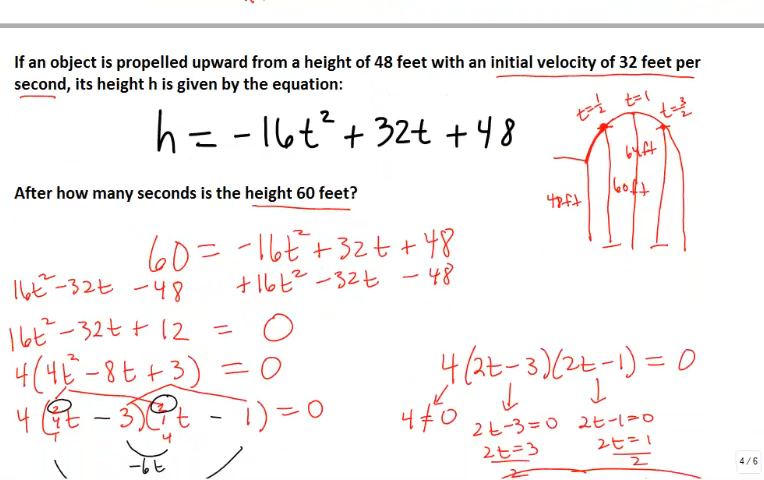 If an object is propelled upward from a height of 48 feet with an initial velocity of 32 feet per
second, its height h is given by the equation:
h = -16t² + 32t + 48
t=1/2 t=1 t=3/2
64ft
60ft
48ft
After how many seconds is the height 60 feet?
60 = -16t² + 32t + 48
16t² - 32t - 48 + 16t² - 32t - 48
16t² - 32t + 12 = 0
4(4t² - 8t + 3) = 0
4( t - 3)( t - 1) = 0
-6t
4(2t - 3)(2t - 1) = 0
4 ≠ 0 2t - 3 = 0 2t - 1 = 0
2t = 3 2t = 1
2 2
4 / 6